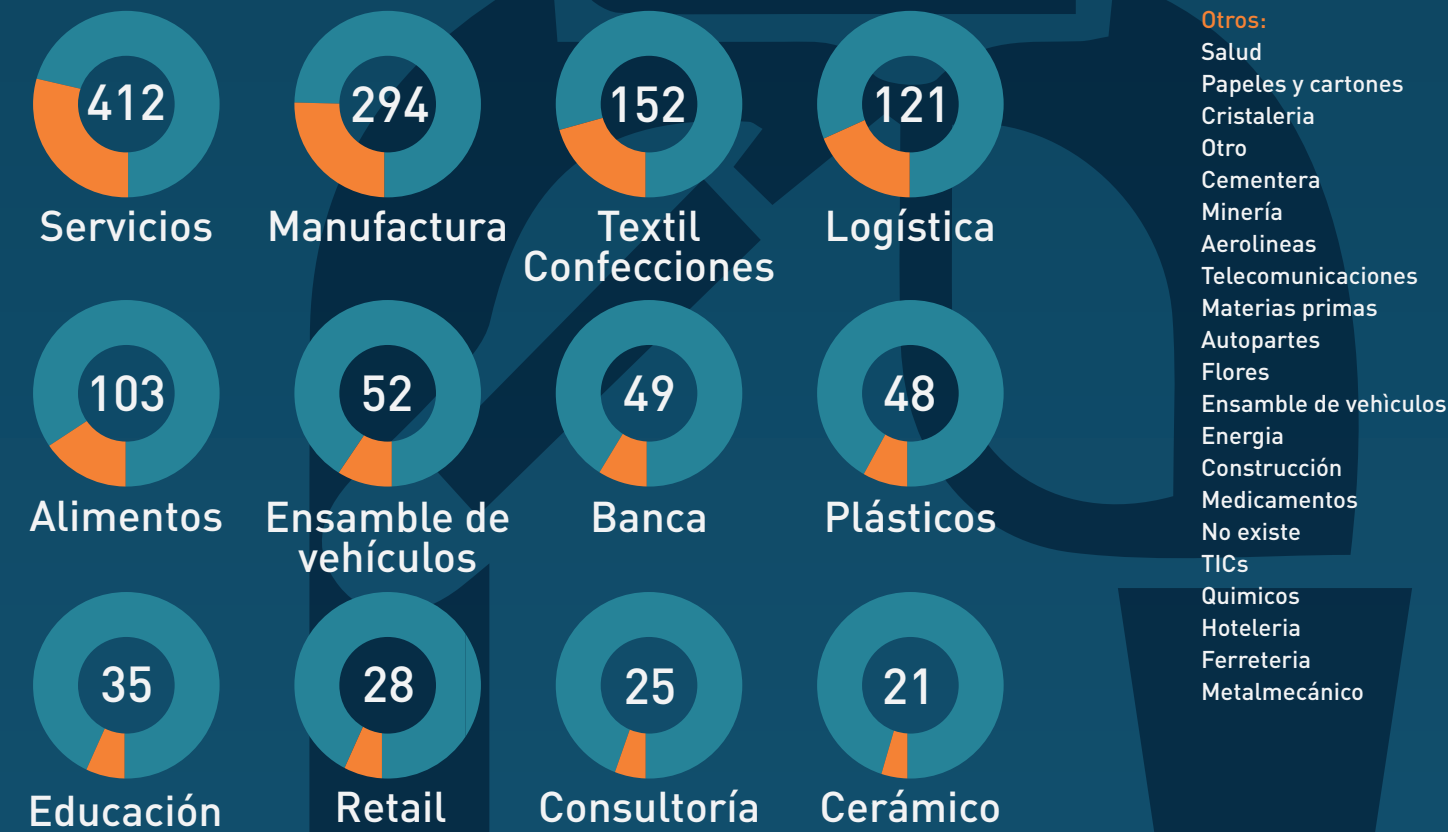 412
Servicios
294
Manufactura
152
Textil
Confecciones
121
Logística
103
Alimentos
52
Ensamble de
vehículos
49
Banca
48
Plásticos
35
Educación
28
Retail
25
Consultoría
21
Cerámico
Otros:
Salud
Papeles y cartones
Cristaleria
Otro
Cementera
Minería
Aerolineas
Telecomunicaciones
Materias primas
Autopartes
Flores
Ensamble de vehìculos
Energia
Construcción
Medicamentos
No existe
TICs
Quimicos
Hoteleria
Ferreteria
Metalmecánico